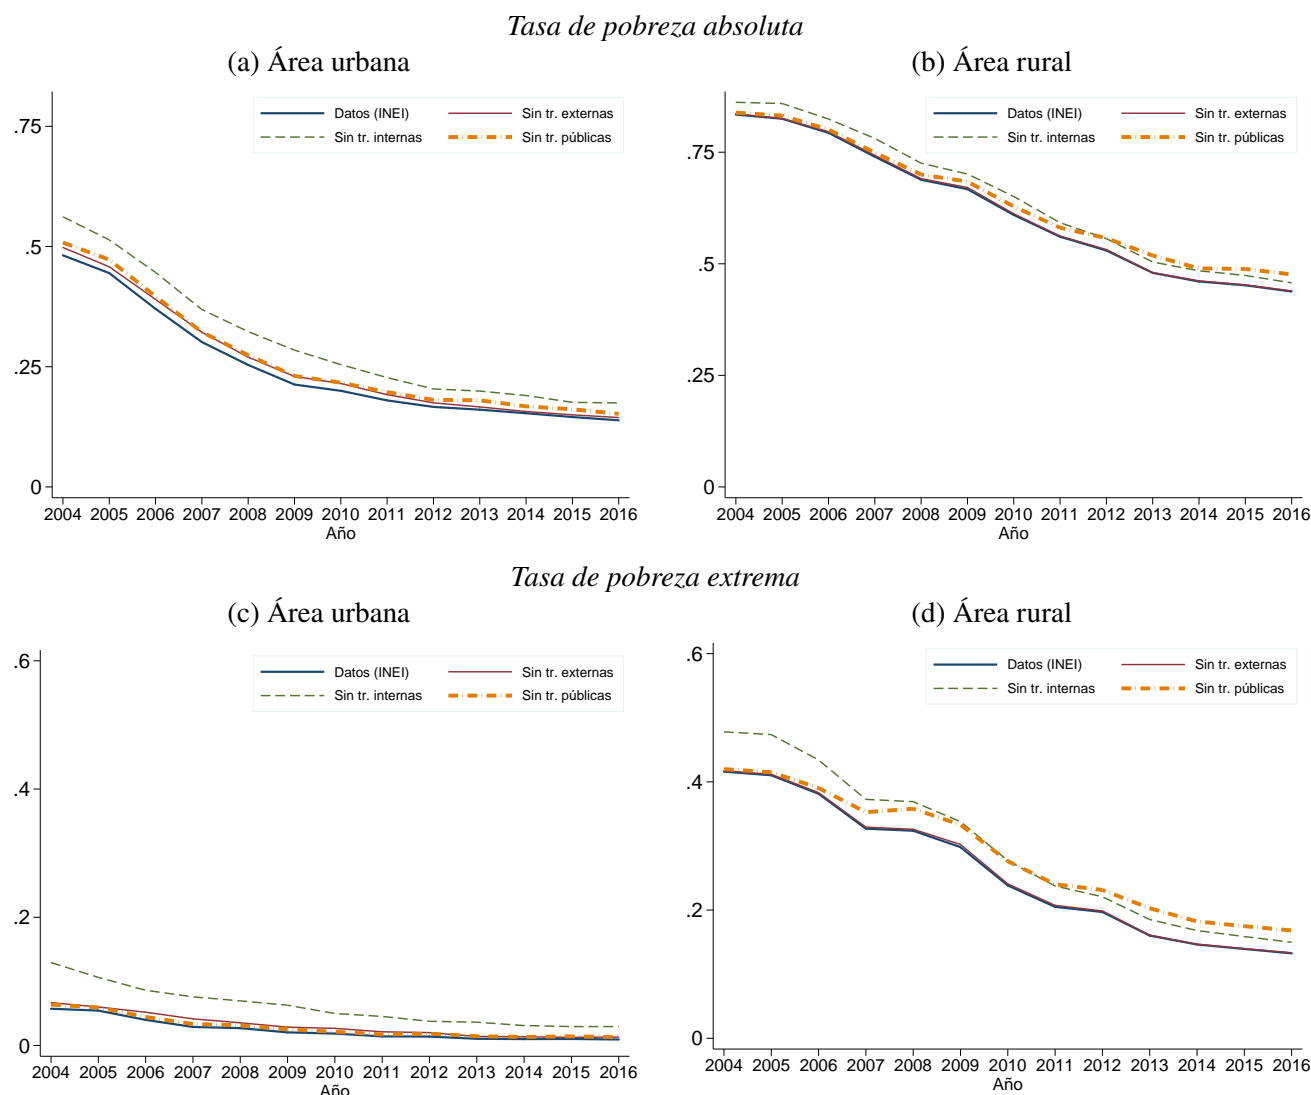 Tasa de pobreza absoluta
(a) Área urbana
Datos (INEI)
Sin tr. externas
Sin tr. internas
Sin tr. públicas
.75
.5
.25
0
2004 2005 2006 2007 2008 2009 2010 2011 2012 2013 2014 2015 2016
Año
(b) Área rural
Datos (INEI)
Sin tr. externas
Sin tr. internas
Sin tr. públicas
.75
.5
.25
0
2004 2005 2006 2007 2008 2009 2010 2011 2012 2013 2014 2015 2016
Año
Tasa de pobreza extrema
(c) Área urbana
Datos (INEI)
Sin tr. externas
Sin tr. internas
Sin tr. públicas
.6
.4
.2
0
2004 2005 2006 2007 2008 2009 2010 2011 2012 2013 2014 2015 2016
Año
(d) Área rural
Datos (INEI)
Sin tr. externas
Sin tr. internas
Sin tr. públicas
.6
.4
.2
0
2004 2005 2006 2007 2008 2009 2010 2011 2012 2013 2014 2015 2016
Año